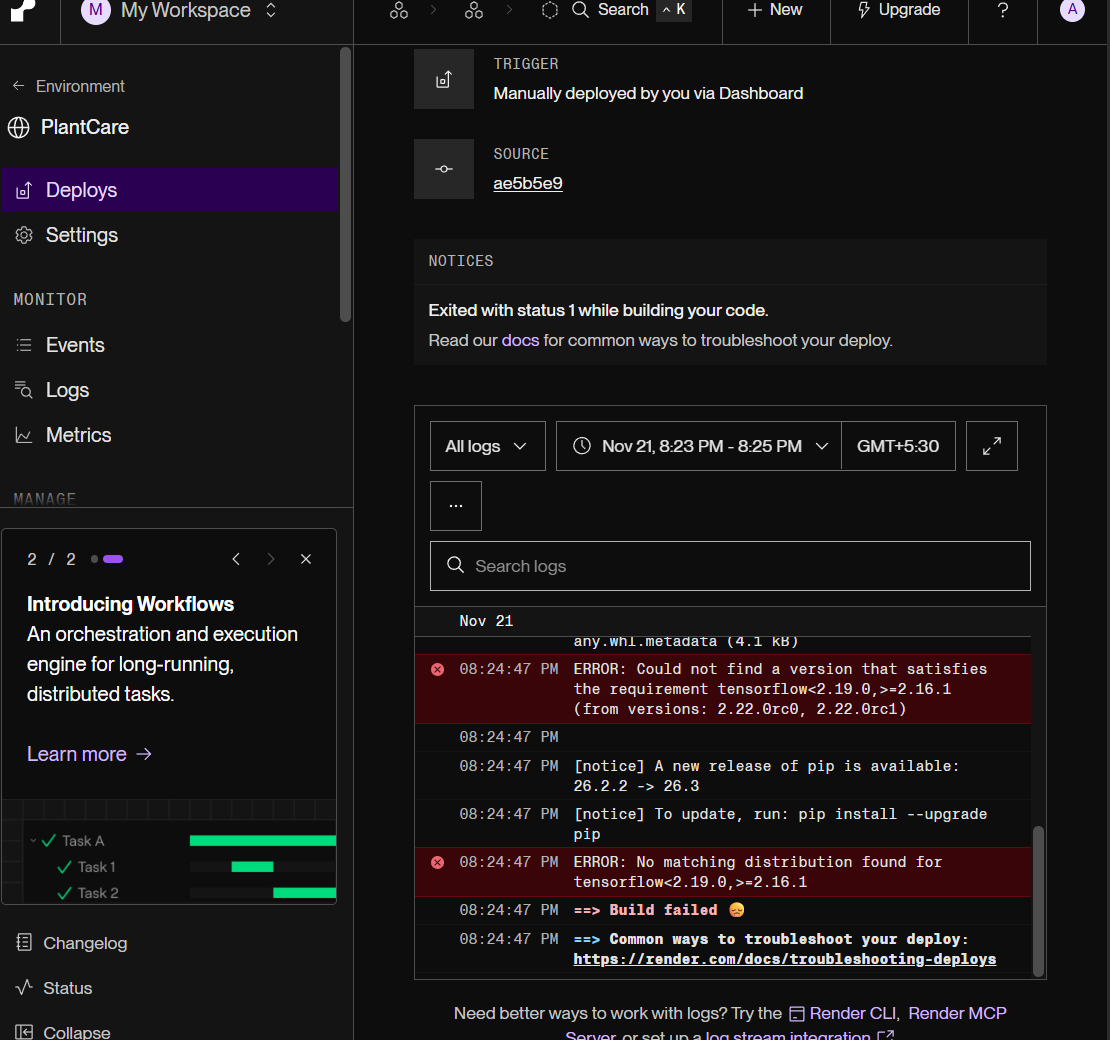 M My Workspace
Search ^ K
+ New
Upgrade
?
A
← Environment
PlantCare
Deploys
Settings
MONITOR
Events
Logs
Metrics
MANAGE
2 / 2
Introducing Workflows
An orchestration and execution
engine for long-running,
distributed tasks.
Learn more →
Task A
Task 1
Task 2
Changelog
Status
Collapse
TRIGGER
Manually deployed by you via Dashboard
SOURCE
ae5b5e9
NOTICES
Exited with status 1 while building your code.
Read our docs for common ways to troubleshoot your deploy.
All logs
Nov 21, 8:23 PM - 8:25 PM
GMT+5:30
...
Search logs
Nov 21
any.whl.metadata (4.1 kB)
08:24:47 PM ERROR: Could not find a version that satisfies
the requirement tensorflow<2.19.0,>=2.16.1
(from versions: 2.22.0rc0, 2.22.0rc1)
08:24:47 PM
08:24:47 PM [notice] A new release of pip is available:
26.2.2 -> 26.3
08:24:47 PM [notice] To update, run: pip install --upgrade
pip
08:24:47 PM ERROR: No matching distribution found for
tensorflow<2.19.0,>=2.16.1
08:24:47 PM ==> Build failed 😞
08:24:47 PM ==> Common ways to troubleshoot your deploy:
https://render.com/docs/troubleshooting-deploys
Need better ways to work with logs? Try the Render CLI, Render MCP
Server, or set up a log stream integration